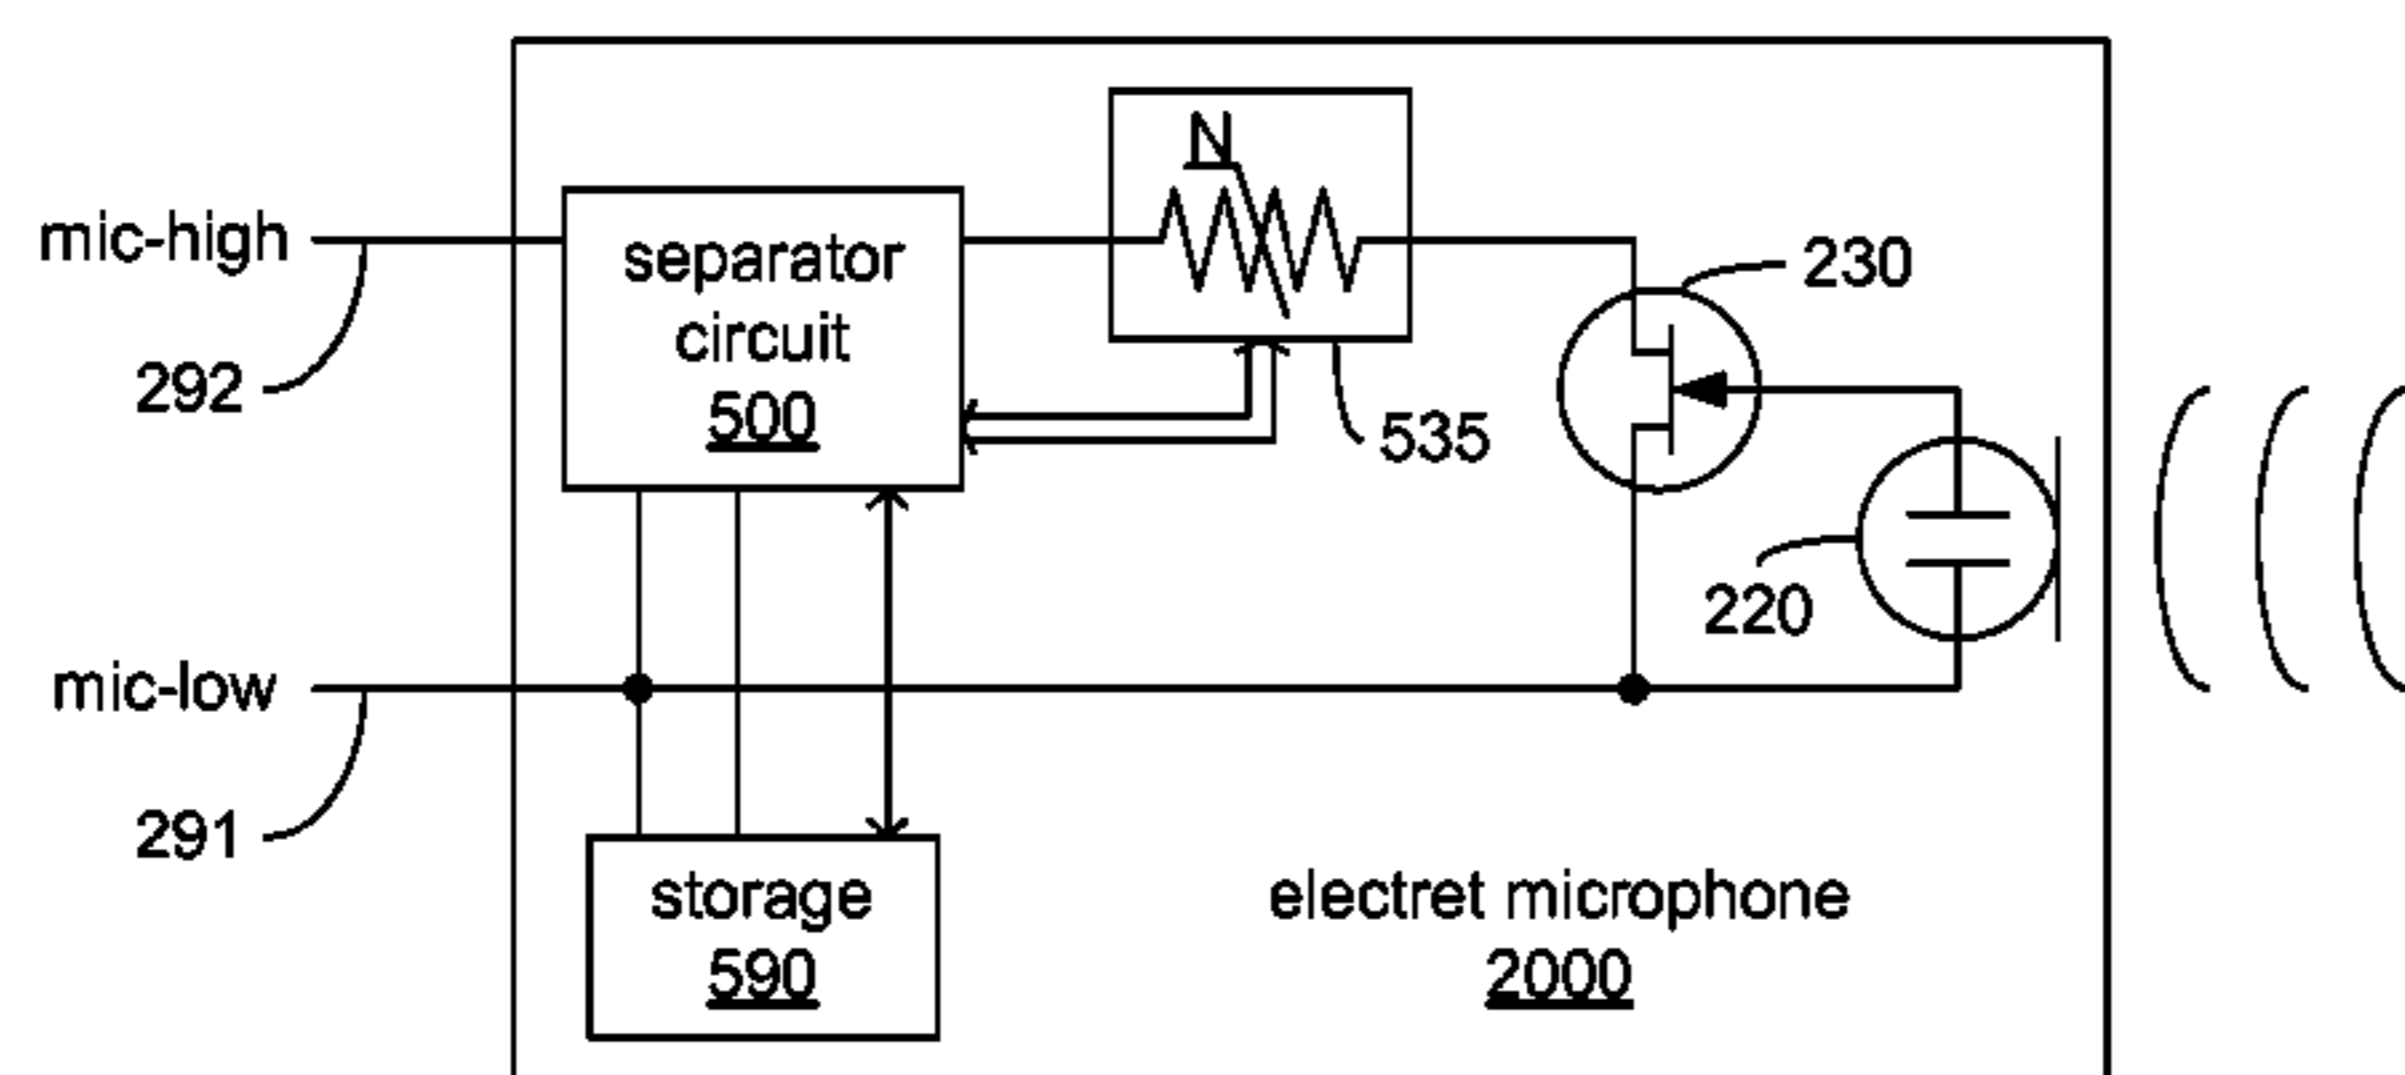 N
mic-high
separator
circuit
500
230
292
535
220
mic-low
291
storage
590
electret microphone
2000